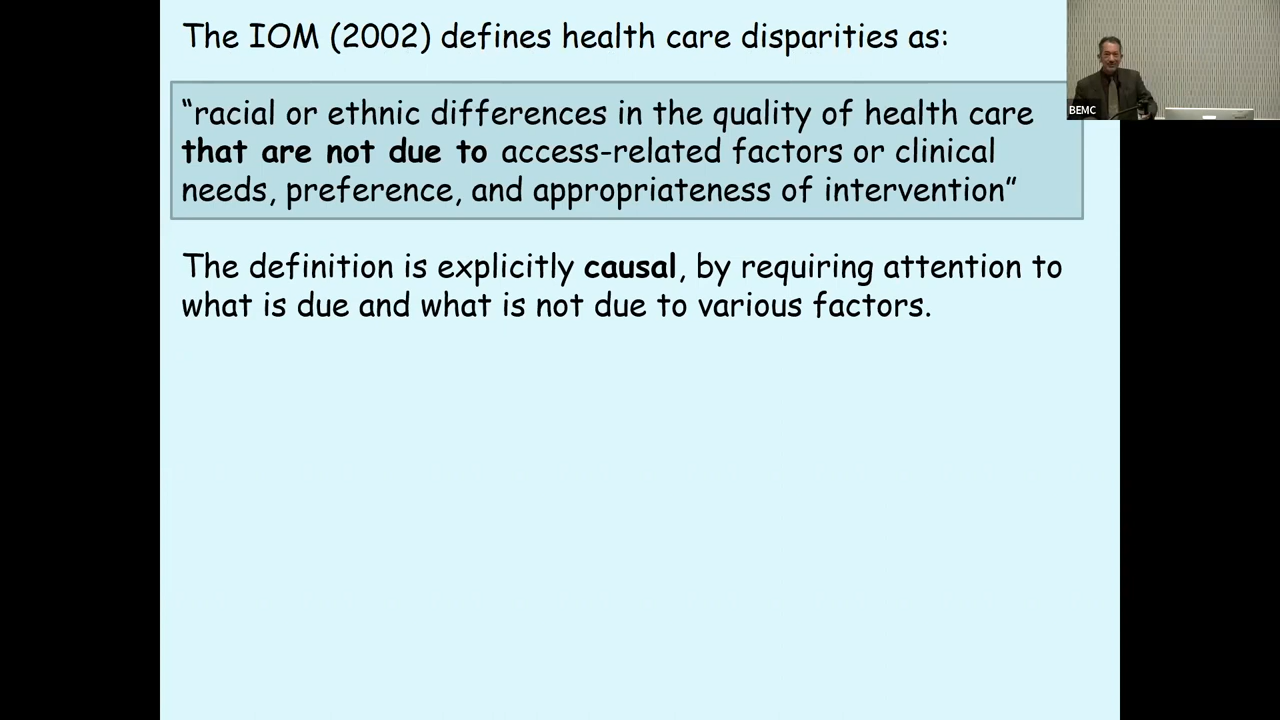 The IOM (2002) defines health care disparities as:
“racial or ethnic differences in the quality of health care
that are not due to access-related factors or clinical
needs, preference, and appropriateness of intervention”
The definition is explicitly causal, by requiring attention to
what is due and what is not due to various factors.
BEMC